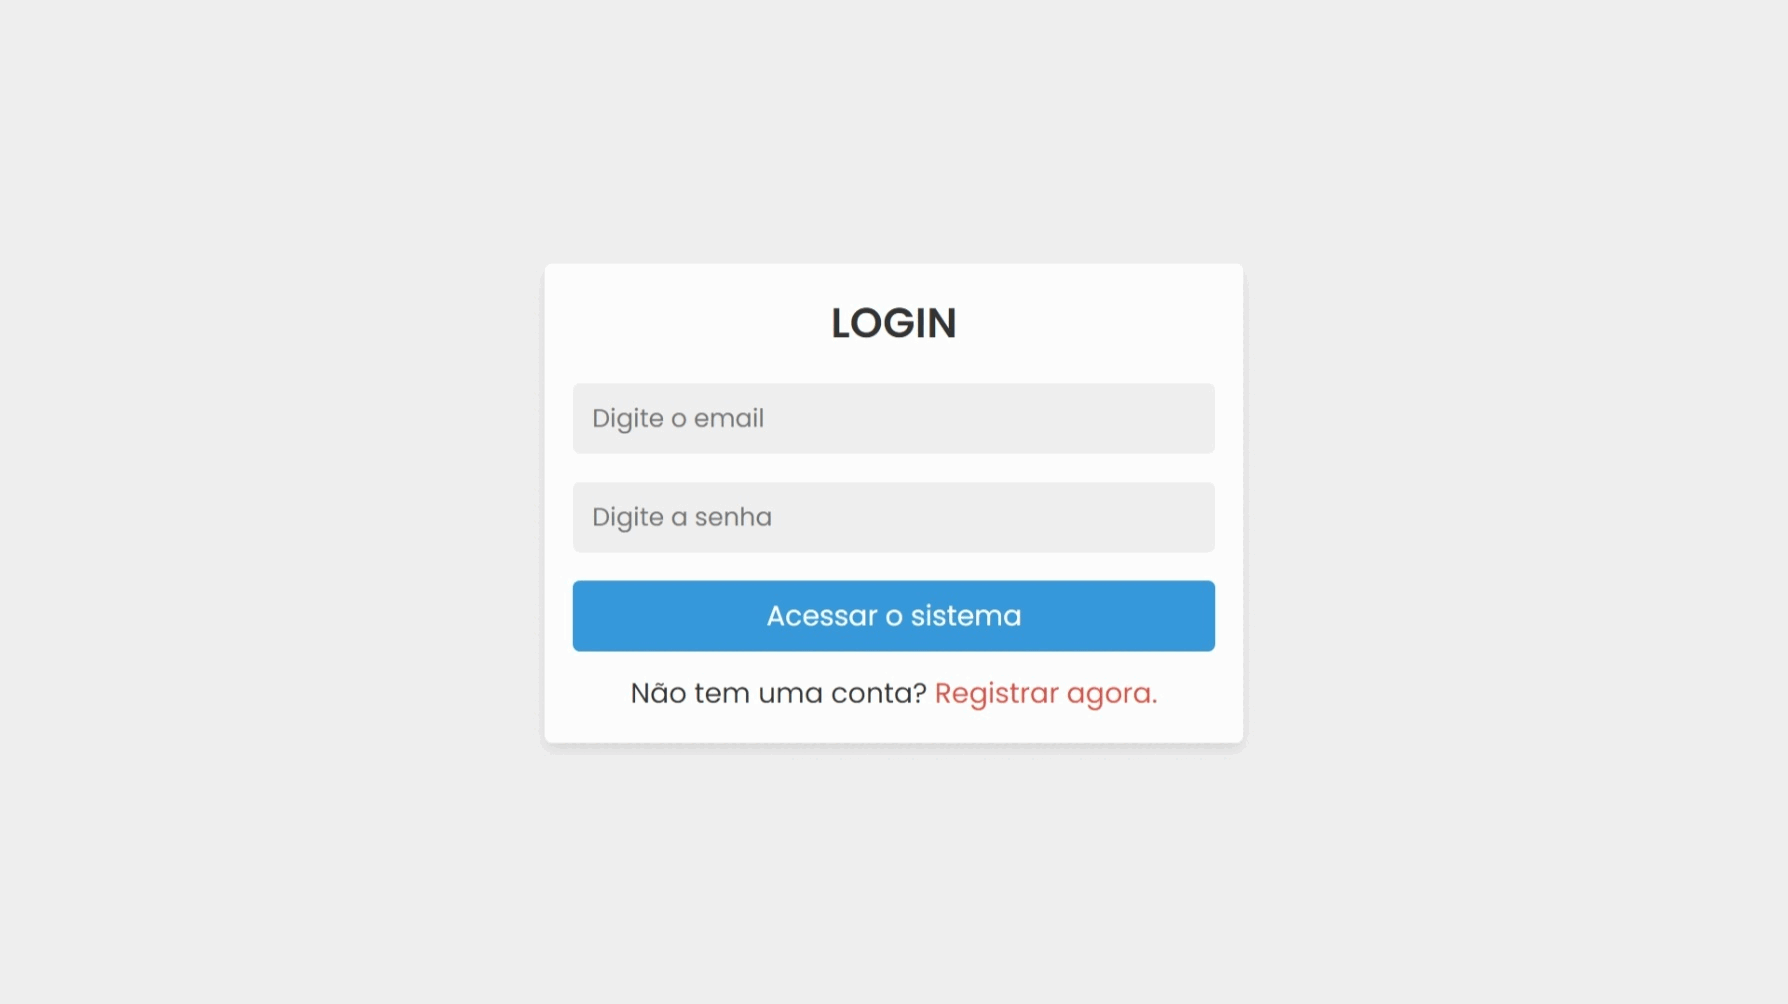 LOGIN
Digite o email
Digite a senha
Acessar o sistema
Não tem uma conta? Registrar agora.